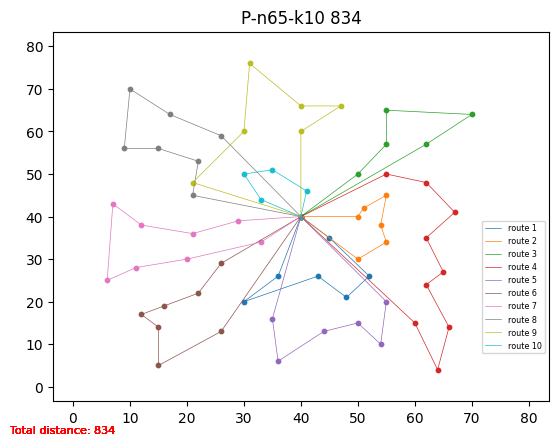 P-n65-k10 834
80
70
60
50
40
30
20
10
0
route 1
route 2
route 3
route 4
route 5
route 6
route 7
route 8
route 9
route 10
0 10 20 30 40 50 60 70 80
Total distance: 834